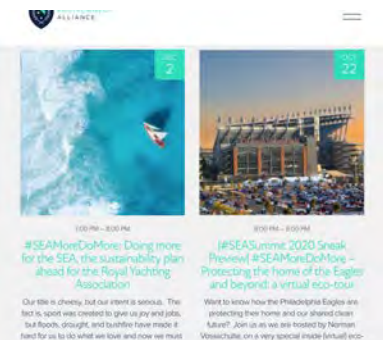 ALLIANCE
DEC
2
OCT
22
7:00 PM - 8:00 PM
#SEAMoreDoMore: Doing more
for the SEA, the sustainability plan
ahead for the Royal Yachting
Association
Our title is cheesy, but our intent is serious. The
fact is, sport was created to give us joy and jobs,
but floods, drought, and bushfire have made it
hard for us to do what we love and now we must
8:00 PM - 8:00 PM
[#SEASummit 2020 Sneak
Preview] #SEAMoreDoMore -
Protecting the home of the Eagles
and beyond: a virtual eco-tour
Want to know how the Philadelphia Eagles are
protecting their home and our shared clean
future? Join us as we are hosted by Norman
Vossschulte, on a very special inside (virtual) eco-